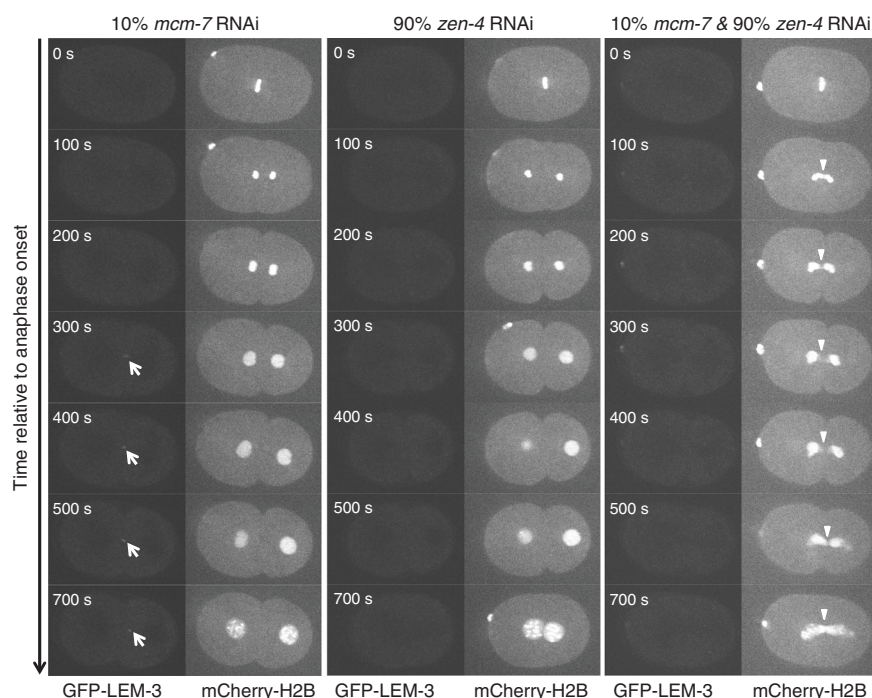 10% mcm-7 RNAi
90% zen-4 RNAi
10% mcm-7 & 90% zen-4 RNAi
Time relative to anaphase onset
0 s
0 s
0 s
100 s
100 s
100 s
200 s
200 s
200 s
300 s
300 s
300 s
400 s
400 s
400 s
500 s
500 s
500 s
700 s
700 s
700 s
GFP-LEM-3
mCherry-H2B
GFP-LEM-3
mCherry-H2B
GFP-LEM-3
mCherry-H2B